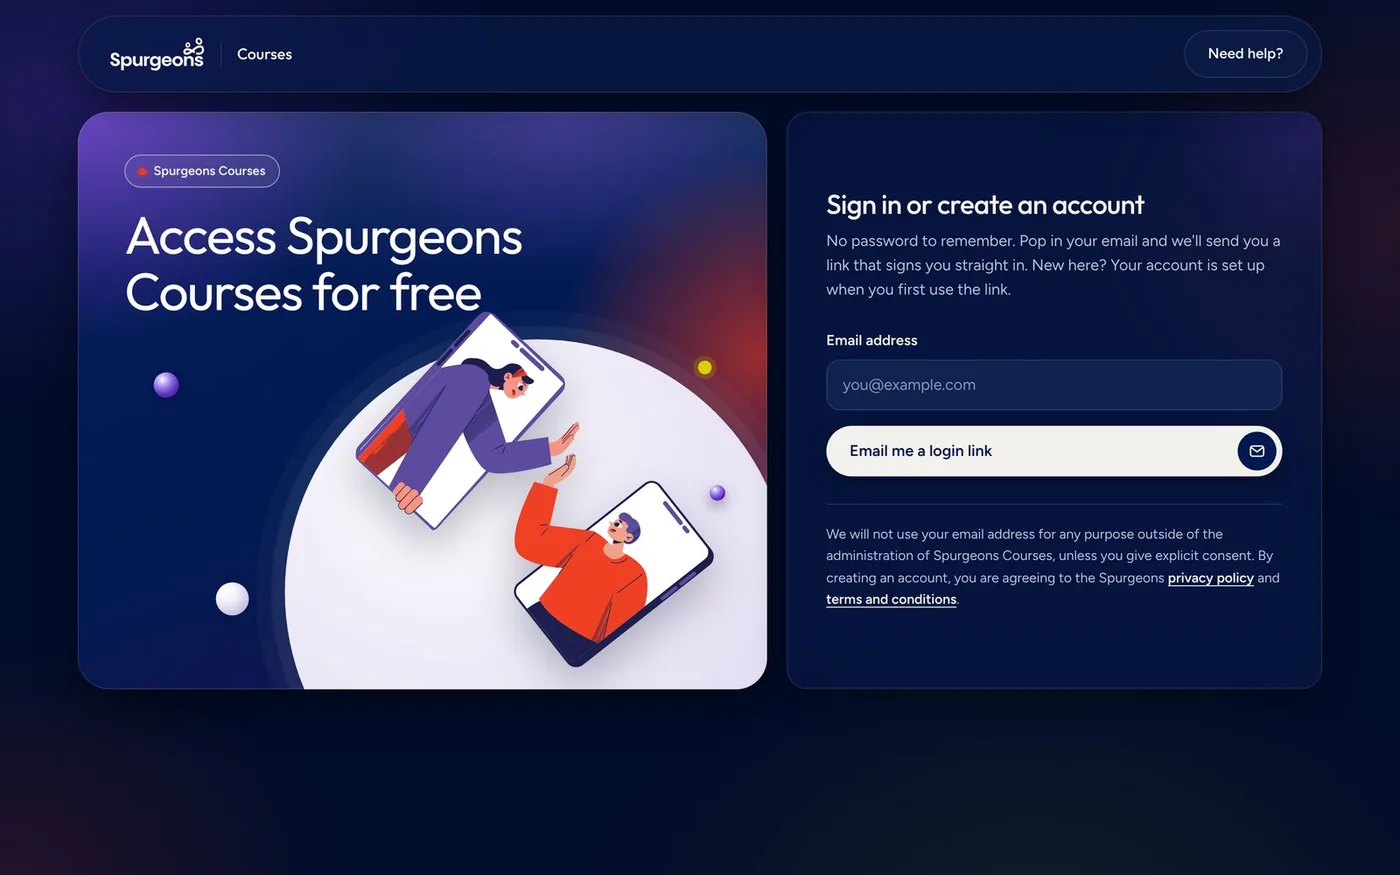 Spurgeons
Courses
Need help?
Spurgeons Courses
Access Spurgeons
Courses for free
Sign in or create an account
No password to remember. Pop in your email and we'll send you a
link that signs you straight in. New here? Your account is set up
when you first use the link.
Email address
you@example.com
Email me a login link
We will not use your email address for any purpose outside of the
administration of Spurgeons Courses, unless you give explicit consent. By
creating an account, you are agreeing to the Spurgeons privacy policy and
terms and conditions.